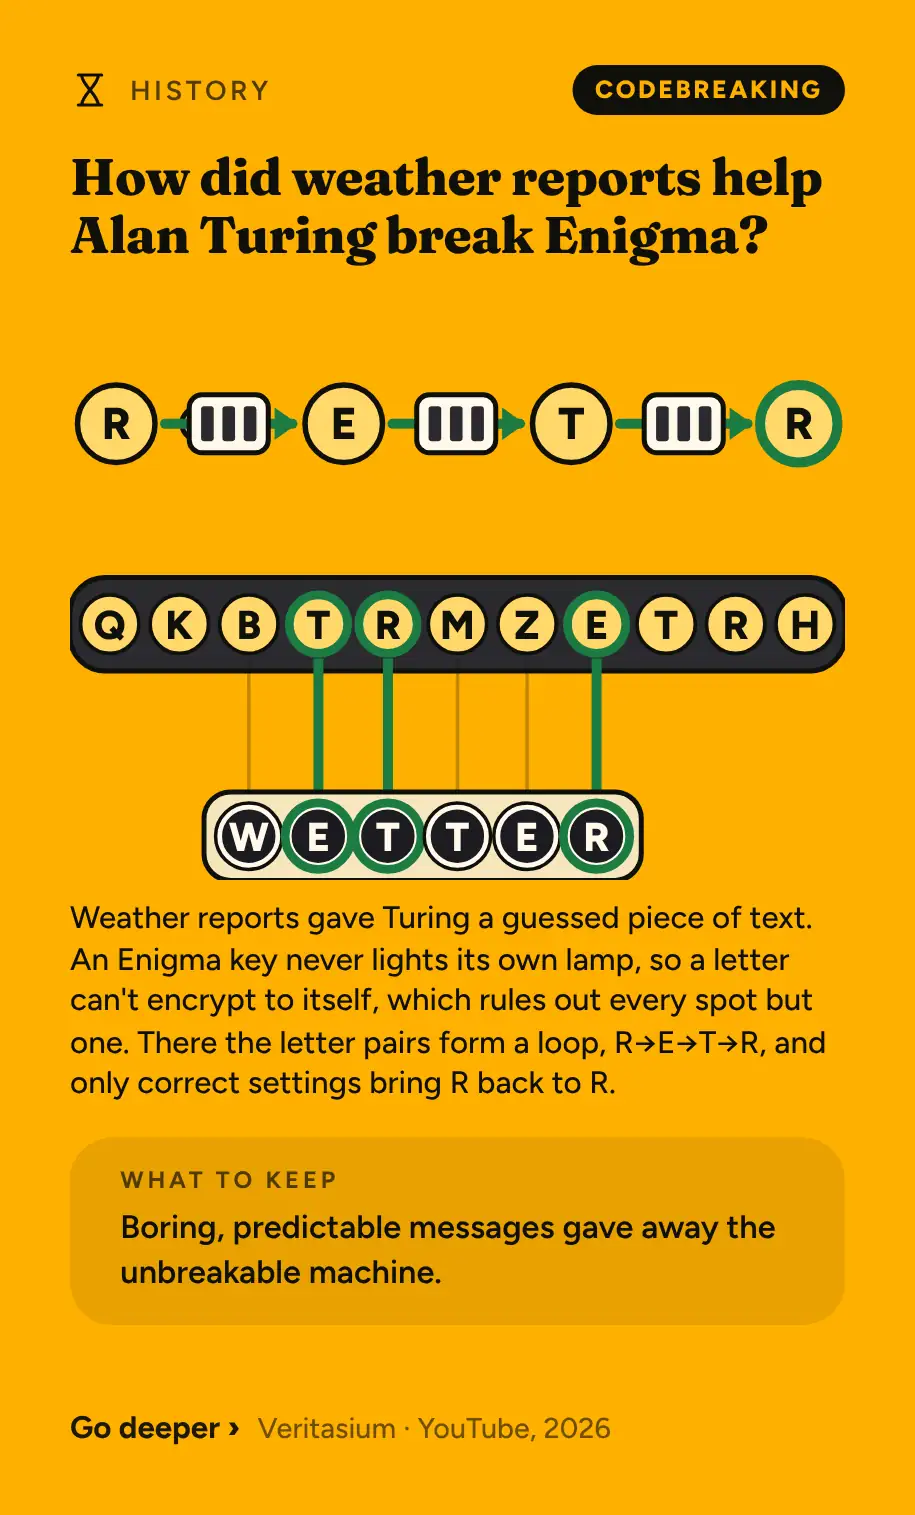 HISTORY
CODEBREAKING
How did weather reports help
Alan Turing break Enigma?
R E T R
Q K B T R M Z E T R H
W E T T E R
Weather reports gave Turing a guessed piece of text.
An Enigma key never lights its own lamp, so a letter
can't encrypt to itself, which rules out every spot but
one. There the letter pairs form a loop, R→E→T→R, and
only correct settings bring R back to R.
WHAT TO KEEP
Boring, predictable messages gave away the
unbreakable machine.
Go deeper › Veritasium · YouTube, 2026